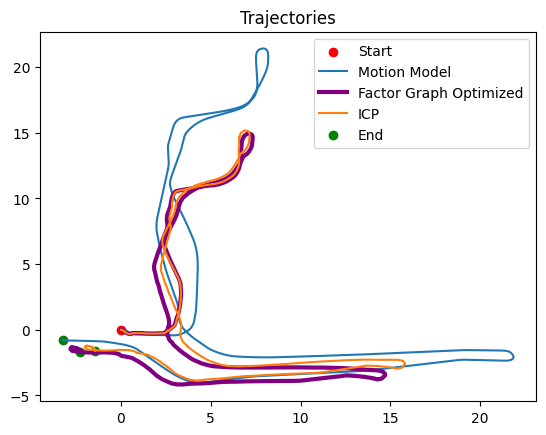 Trajectories
Start
Motion Model
Factor Graph Optimized
ICP
End
20
15
10
5
0
−5
0
5
10
15
20